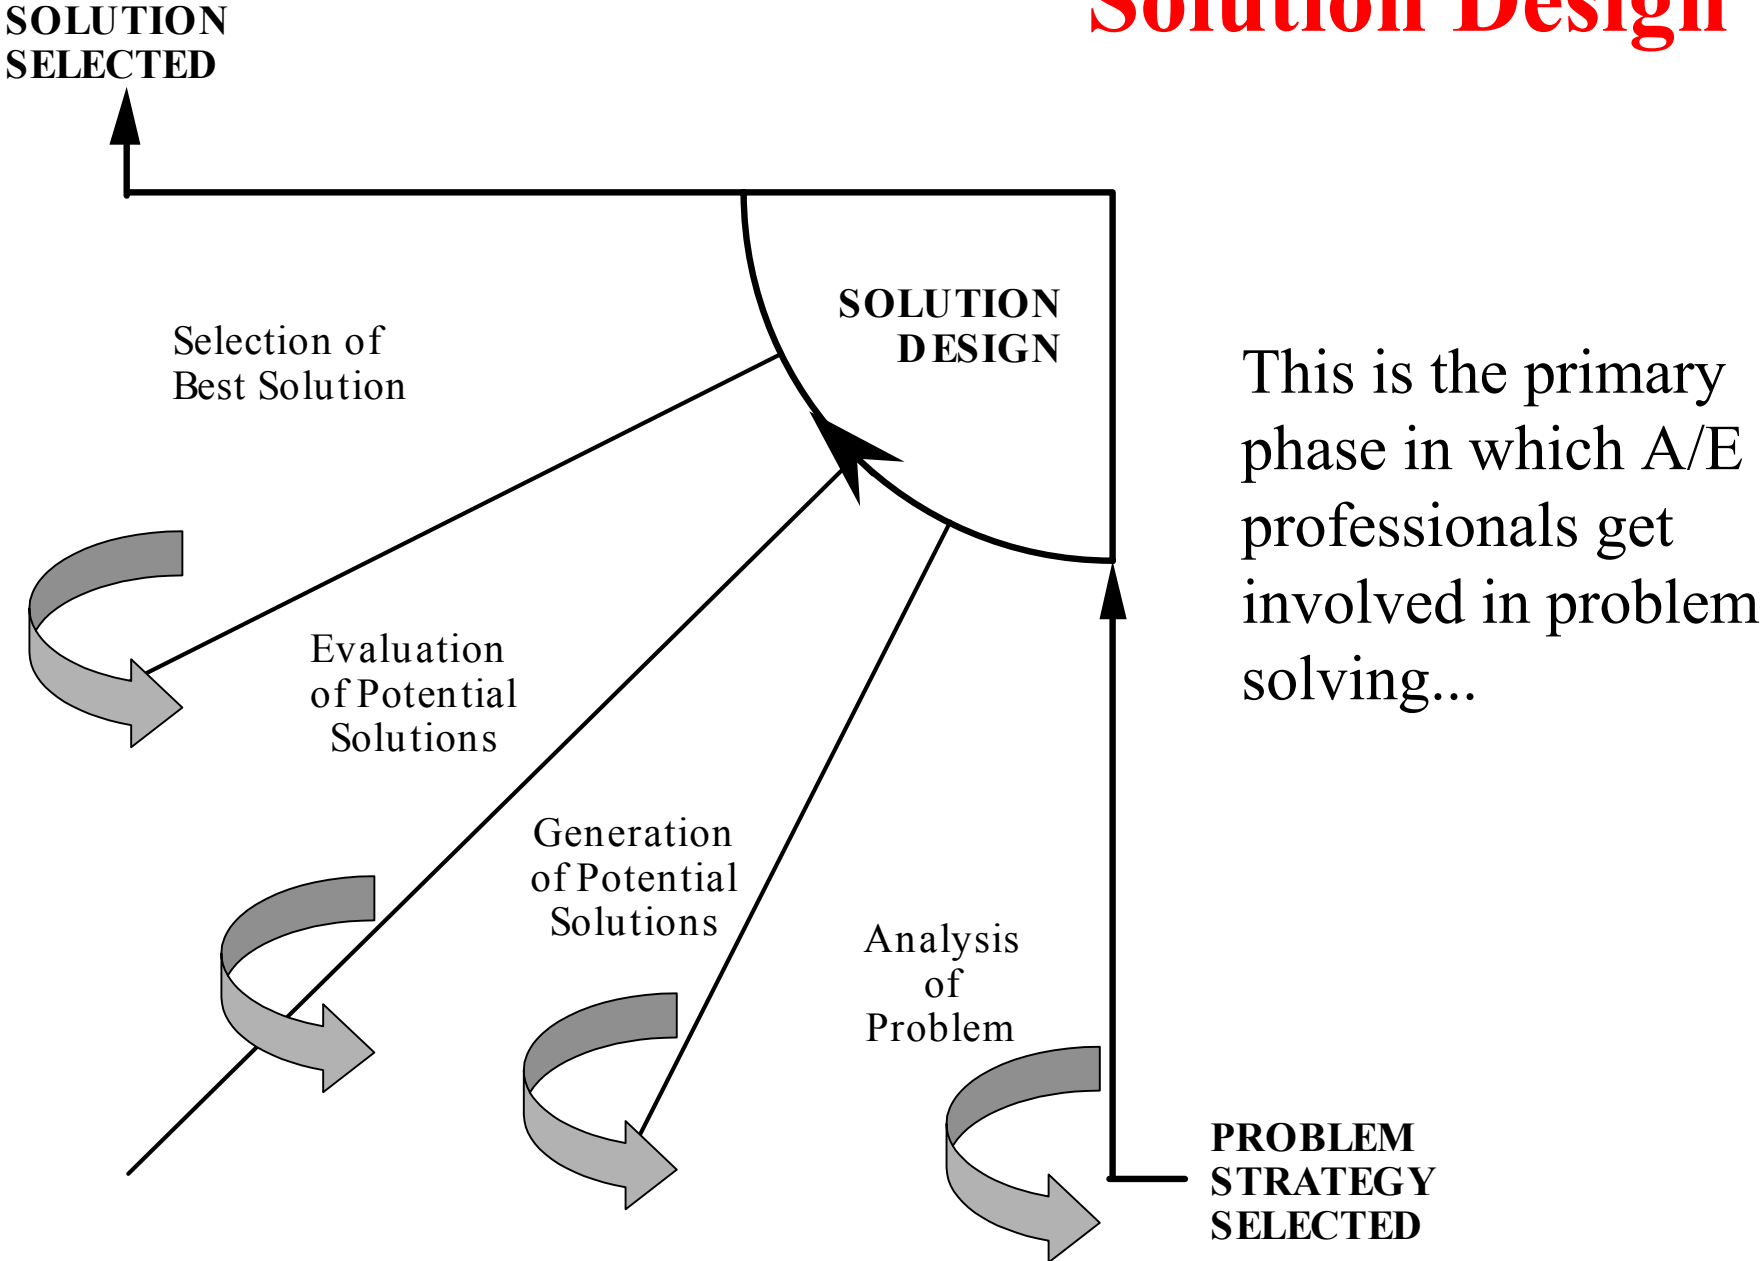 Solution Design
SOLUTION
SELECTED
SOLUTION
DESIGN
Selection of
Best Solution
This is the primary
phase in which A/E
professionals get
involved in problem
solving...
Evaluation
of Potential
Solutions
Generation
of Potential
Solutions
Analysis
of
Problem
PROBLEM
STRATEGY
SELECTED